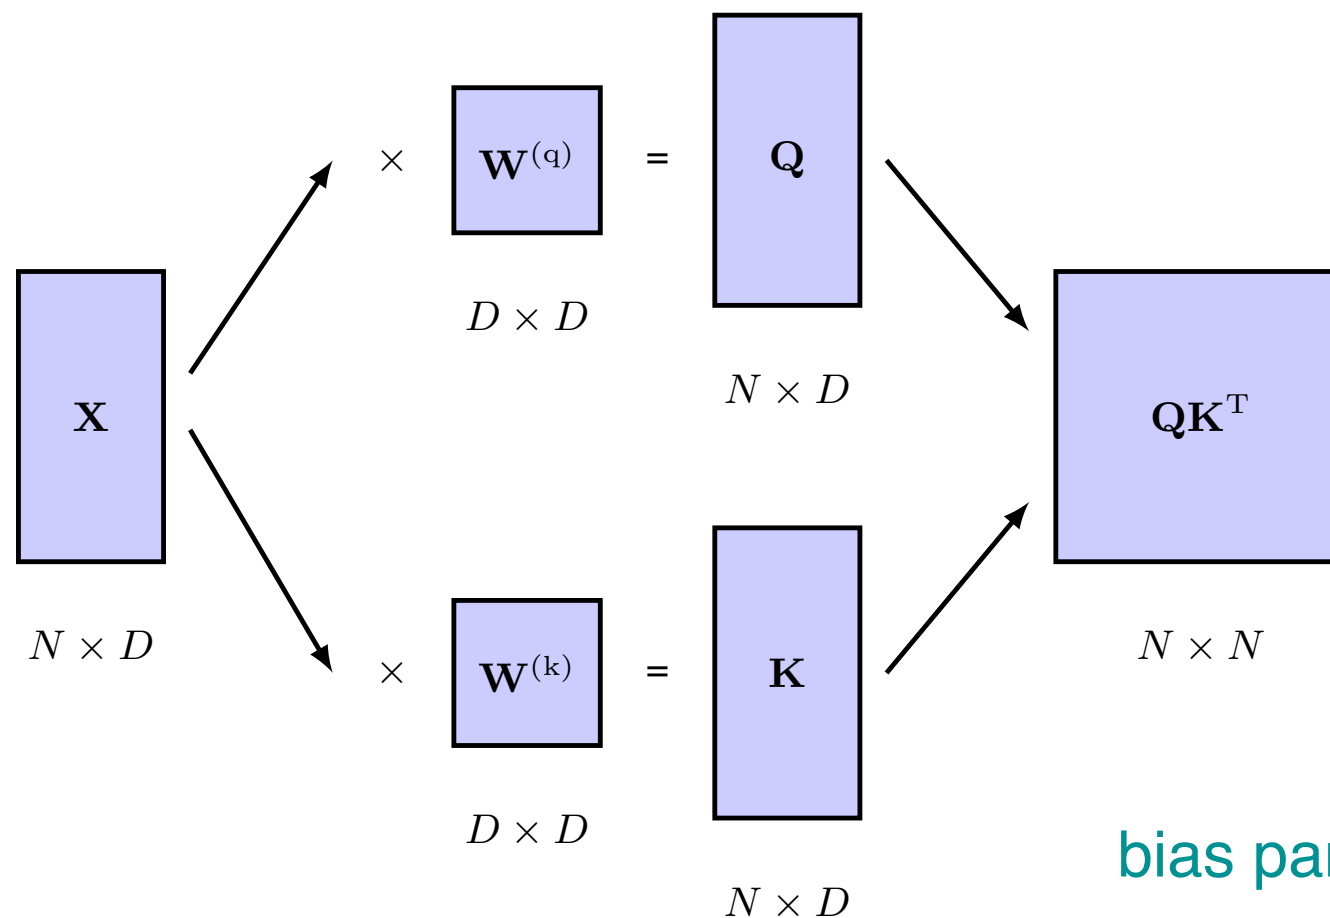 X
N × D
× W^(q) = Q
D × D
N × D
× W^(k) = K
D × D
N × D
QK^T
N × N
bias